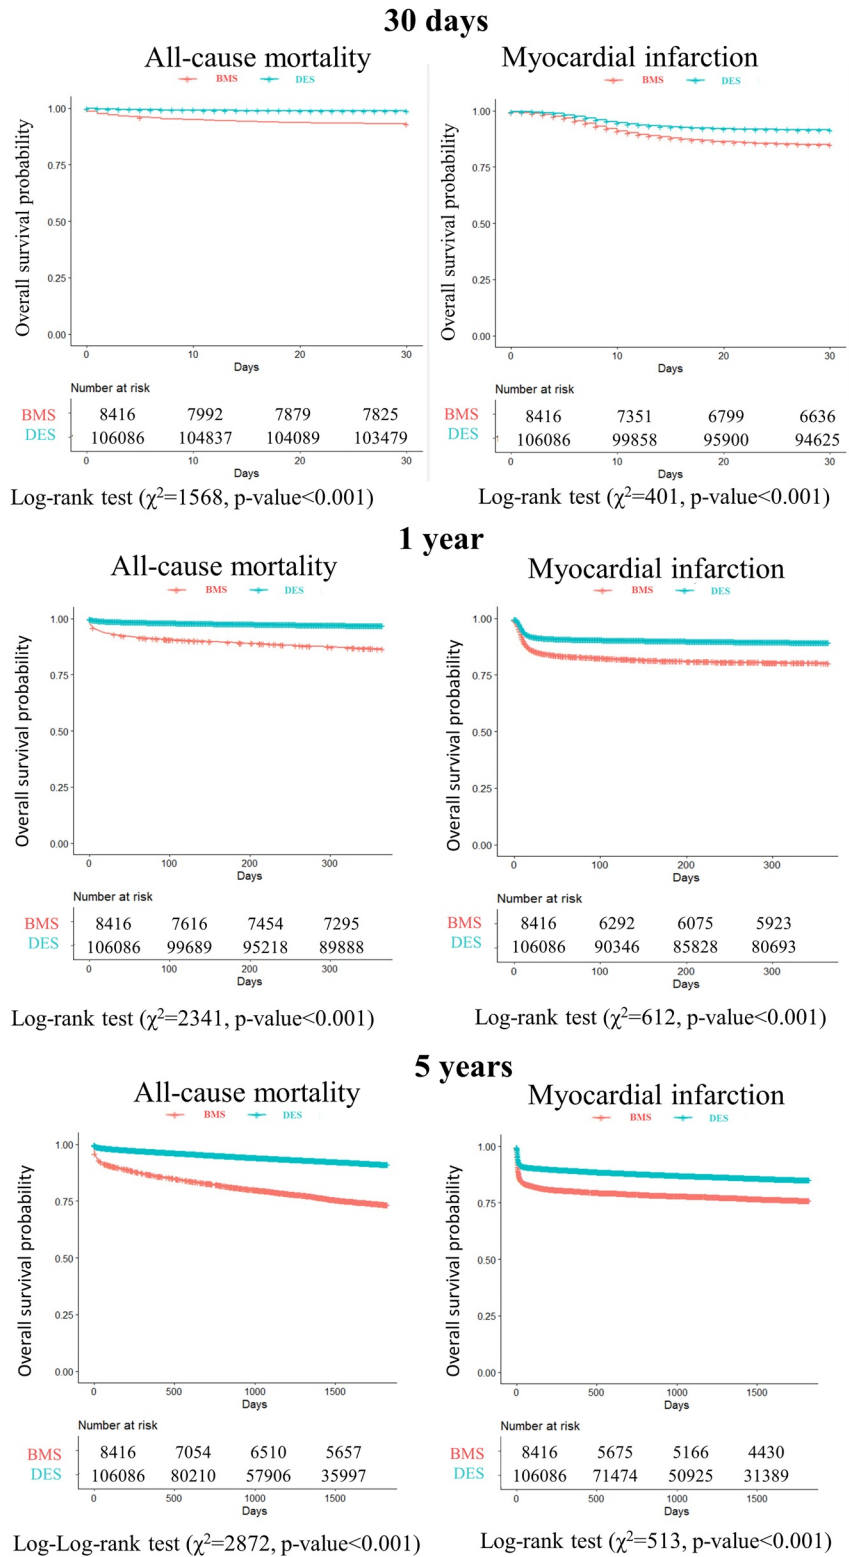 30 days
All-cause mortality
BMS DES
Overall survival probability
1.00
0.75
0.50
0.25
0.00
0 10 20 30
Days
Number at risk
BMS 8416 7992 7879 7825
DES 106086 104837 104089 103479
0 10 20 30
Days
Log-rank test (χ²=1568, p-value<0.001)
Myocardial infarction
BMS DES
Overall survival probability
1.00
0.75
0.50
0.25
0.00
0 10 20 30
Days
Number at risk
BMS 8416 7351 6799 6636
DES 106086 99858 95900 94625
0 10 20 30
Days
Log-rank test (χ²=401, p-value<0.001)
1 year
All-cause mortality
BMS DES
Overall survival probability
1.00
0.75
0.50
0.25
0.00
0 100 200 300
Days
Number at risk
BMS 8416 7616 7454 7295
DES 106086 99689 95218 89888
0 100 200 300
Days
Log-rank test (χ²=2341, p-value<0.001)
Myocardial infarction
BMS DES
Overall survival probability
1.00
0.75
0.50
0.25
0.00
0 100 200 300
Days
Number at risk
BMS 8416 6292 6075 5923
DES 106086 90346 85828 80693
0 100 200 300
Days
Log-rank test (χ²=612, p-value<0.001)
5 years
All-cause mortality
BMS DES
Overall survival probability
1.00
0.75
0.50
0.25
0.00
0 500 1000 1500
Days
Number at risk
BMS 8416 7054 6510 5657
DES 106086 80210 57906 35997
0 500 1000 1500
Days
Log-Log-rank test (χ²=2872, p-value<0.001)
Myocardial infarction
BMS DES
Overall survival probability
1.00
0.75
0.50
0.25
0.00
0 500 1000 1500
Days
Number at risk
BMS 8416 5675 5166 4430
DES 106086 71474 50925 31389
0 500 1000 1500
Days
Log-rank test (χ²=513, p-value<0.001)